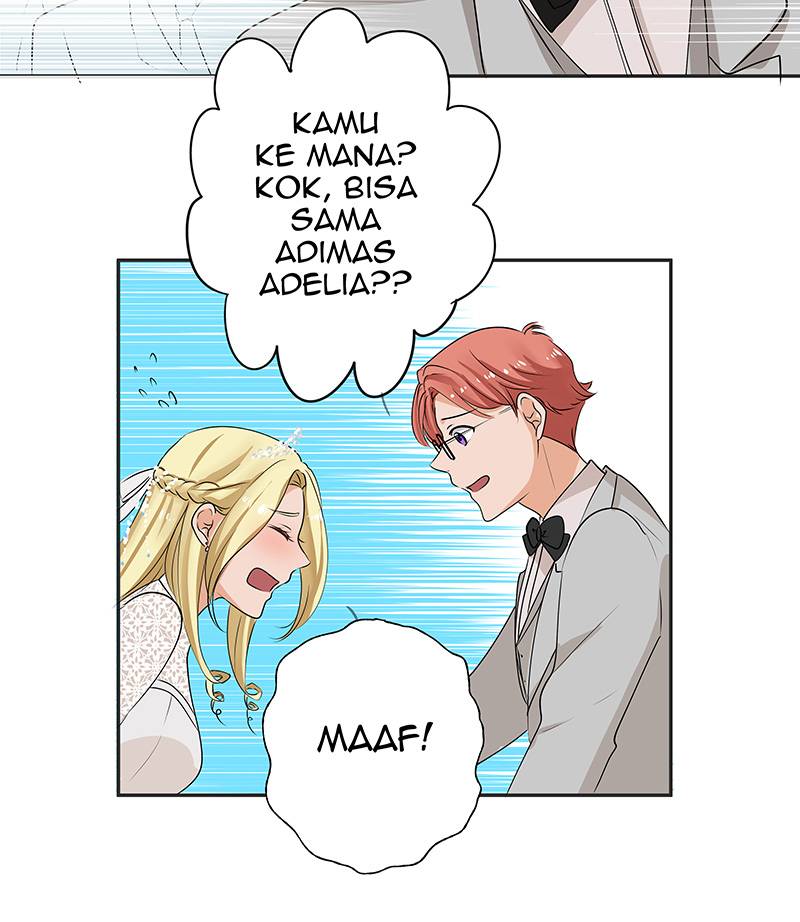 KAMU
KE MANA?
KOK, BISA
SAMA
ADIMAS
ADELIA??
MAAF!